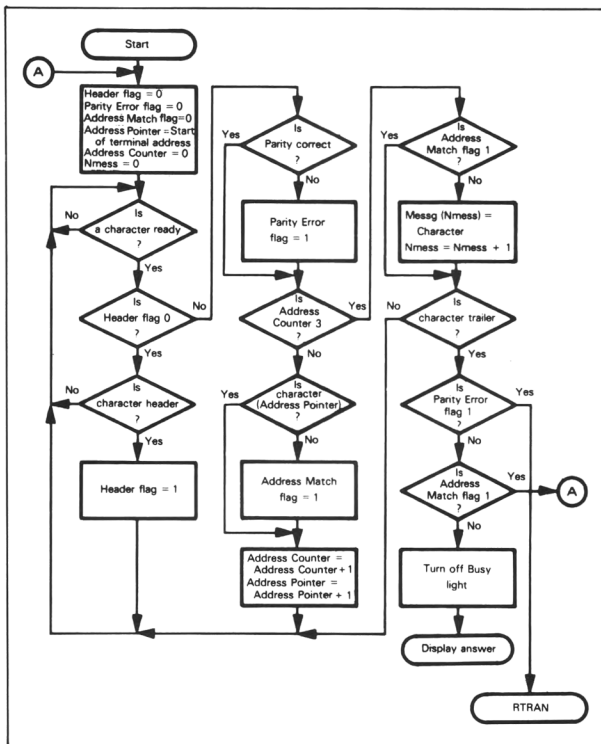 Start
A
Header flag = 0
Parity Error flag = 0
Address Match flag=0
Address Pointer = Start
of terminal address
Address Counter = 0
Nmess = 0
Is
a character ready
?
No
Yes
Is
Header flag 0
?
No
Yes
Is
character header
?
No
Yes
Header flag = 1
Is
Parity correct
?
Yes
No
Parity Error
flag = 1
Is
Address
Counter 3
?
Yes
No
Is
character
(Address Pointer)
?
Yes
No
Address Match
flag = 1
Address Counter =
Address Counter + 1
Address Pointer =
Address Pointer + 1
Is
Address
Match flag 1
?
Yes
No
Messg (Nmess) =
Character
Nmess = Nmess + 1
Is
character trailer
?
No
Yes
Is
Parity Error
flag 1
?
Yes
No
Is
Address
Match flag 1
?
Yes
A
No
Turn off Busy
light
Display answer
RTRAN